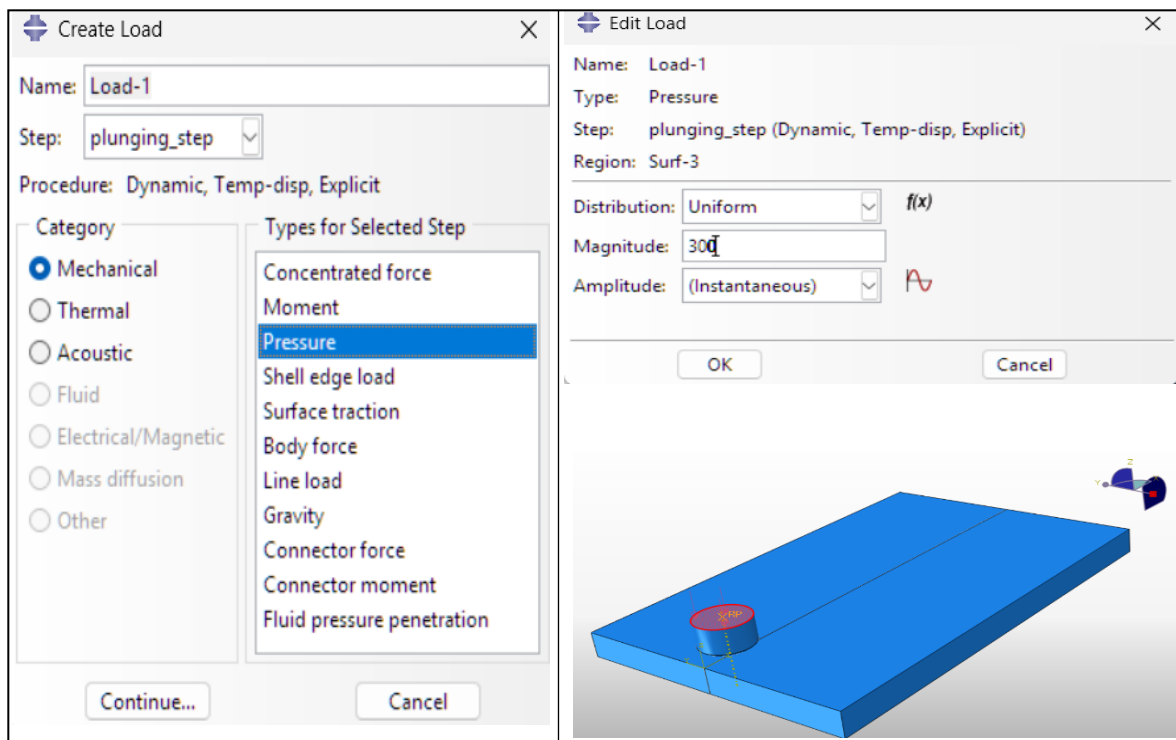 Create Load
Name: Load-1
Step: plunging_step
Procedure: Dynamic, Temp-disp, Explicit
Category
Mechanical
Thermal
Acoustic
Fluid
Electrical/Magnetic
Mass diffusion
Other
Types for Selected Step
Concentrated force
Moment
Pressure
Shell edge load
Surface traction
Body force
Line load
Gravity
Connector force
Connector moment
Fluid pressure penetration
Continue...
Cancel
Edit Load
Name: Load-1
Type: Pressure
Step: plunging_step (Dynamic, Temp-disp, Explicit)
Region: Surf-3
Distribution: Uniform f(x)
Magnitude: 300
Amplitude: (Instantaneous)
OK
Cancel
Z
Y
RP